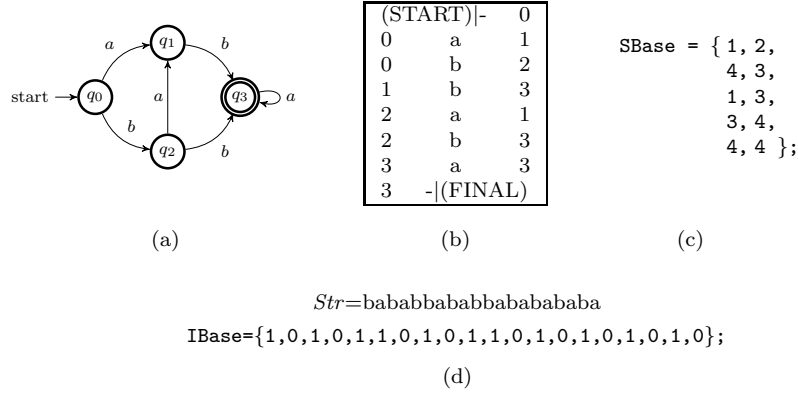 a
q1
b
start
q0
a
q3
a
b
q2
b
(a)
(START)|- 0
0 a 1
0 b 2
1 b 3
2 a 1
2 b 3
3 a 3
3 -|(FINAL)
(b)
SBase = { 1, 2,
4, 3,
1, 3,
3, 4,
4, 4 };
(c)
Str=bababbababbababababa
IBase={1,0,1,0,1,1,0,1,0,1,1,0,1,0,1,0,1,0,1,0};
(d)